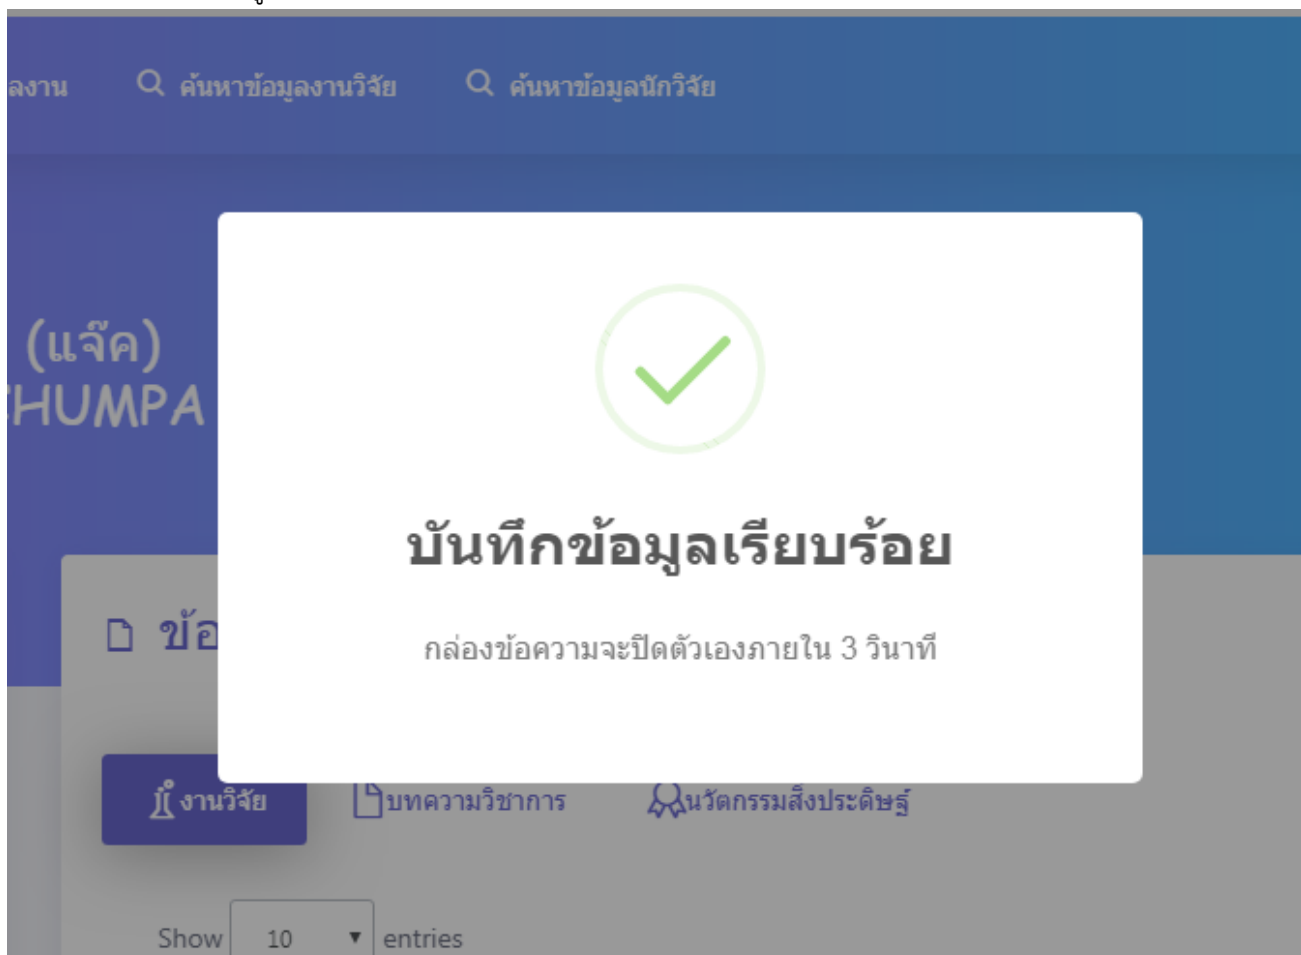 ลงาน ค้นหาข้อมูลงานวิจัย ค้นหาข้อมูลนักวิจัย
(แจ๊ค)
CHUMPA
บันทึกข้อมูลเรียบร้อย
ข้อ
กล่องข้อความจะปิดตัวเองภายใน 3 วินาที
งานวิจัย บทความวิชาการ นวัตกรรมสิ่งประดิษฐ์
Show 10 entries